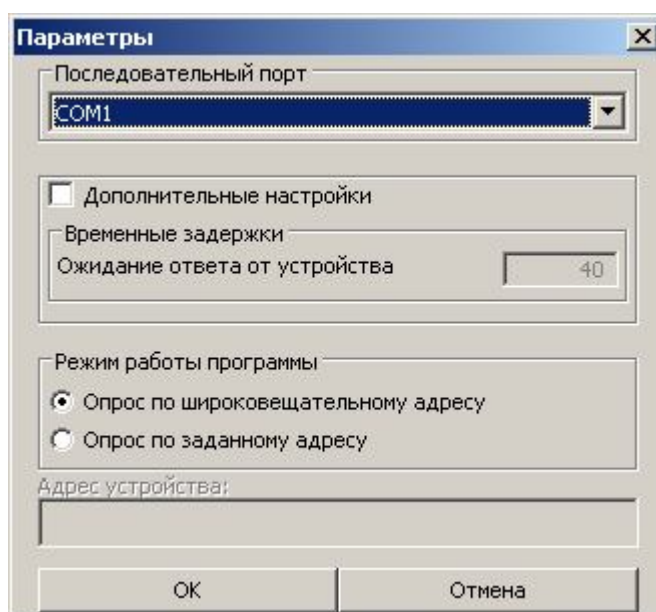 Параметры
Последовательный порт
COM1
Дополнительные настройки
Временные задержки
Ожидание ответа от устройства 40
Режим работы программы
Опрос по широковещательному адресу
Опрос по заданному адресу
Адрес устройства:
OK Отмена